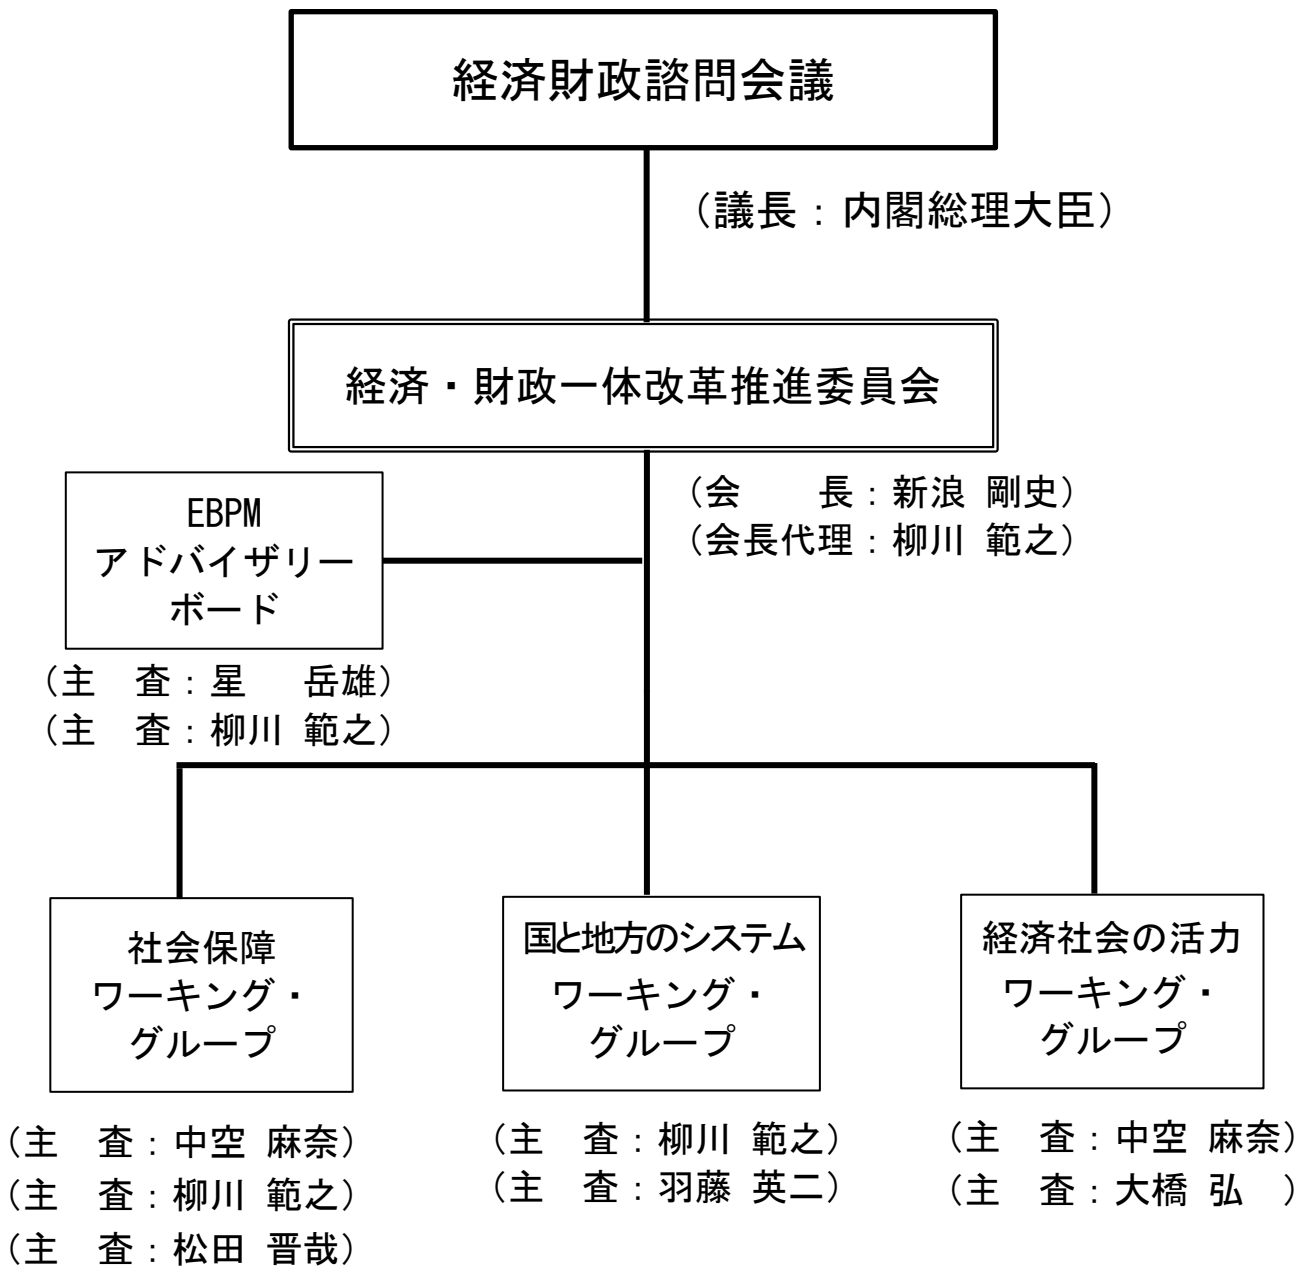 経済財政諮問会議
（議長：内閣総理大臣）
経済・財政一体改革推進委員会
（会　　長：新浪 剛史）
（会長代理：柳川 範之）
EBPM
アドバイザリー
ボード
（主　査：星　 岳雄）
（主　査：柳川 範之）
社会保障
ワーキング・
グループ
（主　査：中空 麻奈）
（主　査：柳川 範之）
（主　査：松田 晋哉）
国と地方のシステム
ワーキング・
グループ
（主　査：柳川 範之）
（主　査：羽藤 英二）
経済社会の活力
ワーキング・
グループ
（主　査：中空 麻奈）
（主　査：大橋 弘　）